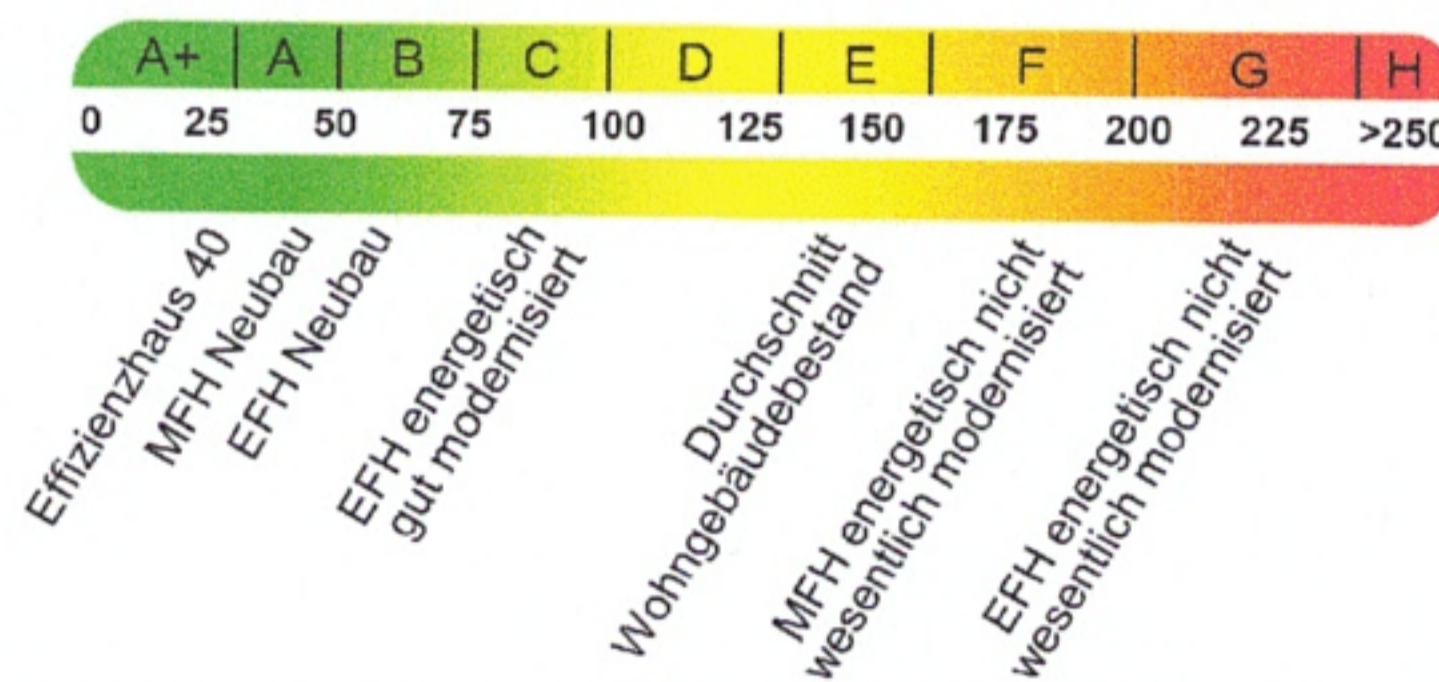 A+ A B C D E F G H
0 25 50 75 100 125 150 175 200 225 >250
Effizienzhaus 40
MFH Neubau
EFH Neubau
EFH energetisch
gut modernisiert
Durchschnitt
Wohngebäudebestand
MFH energetisch nicht
wesentlich modernisiert
EFH energetisch nicht
wesentlich modernisiert